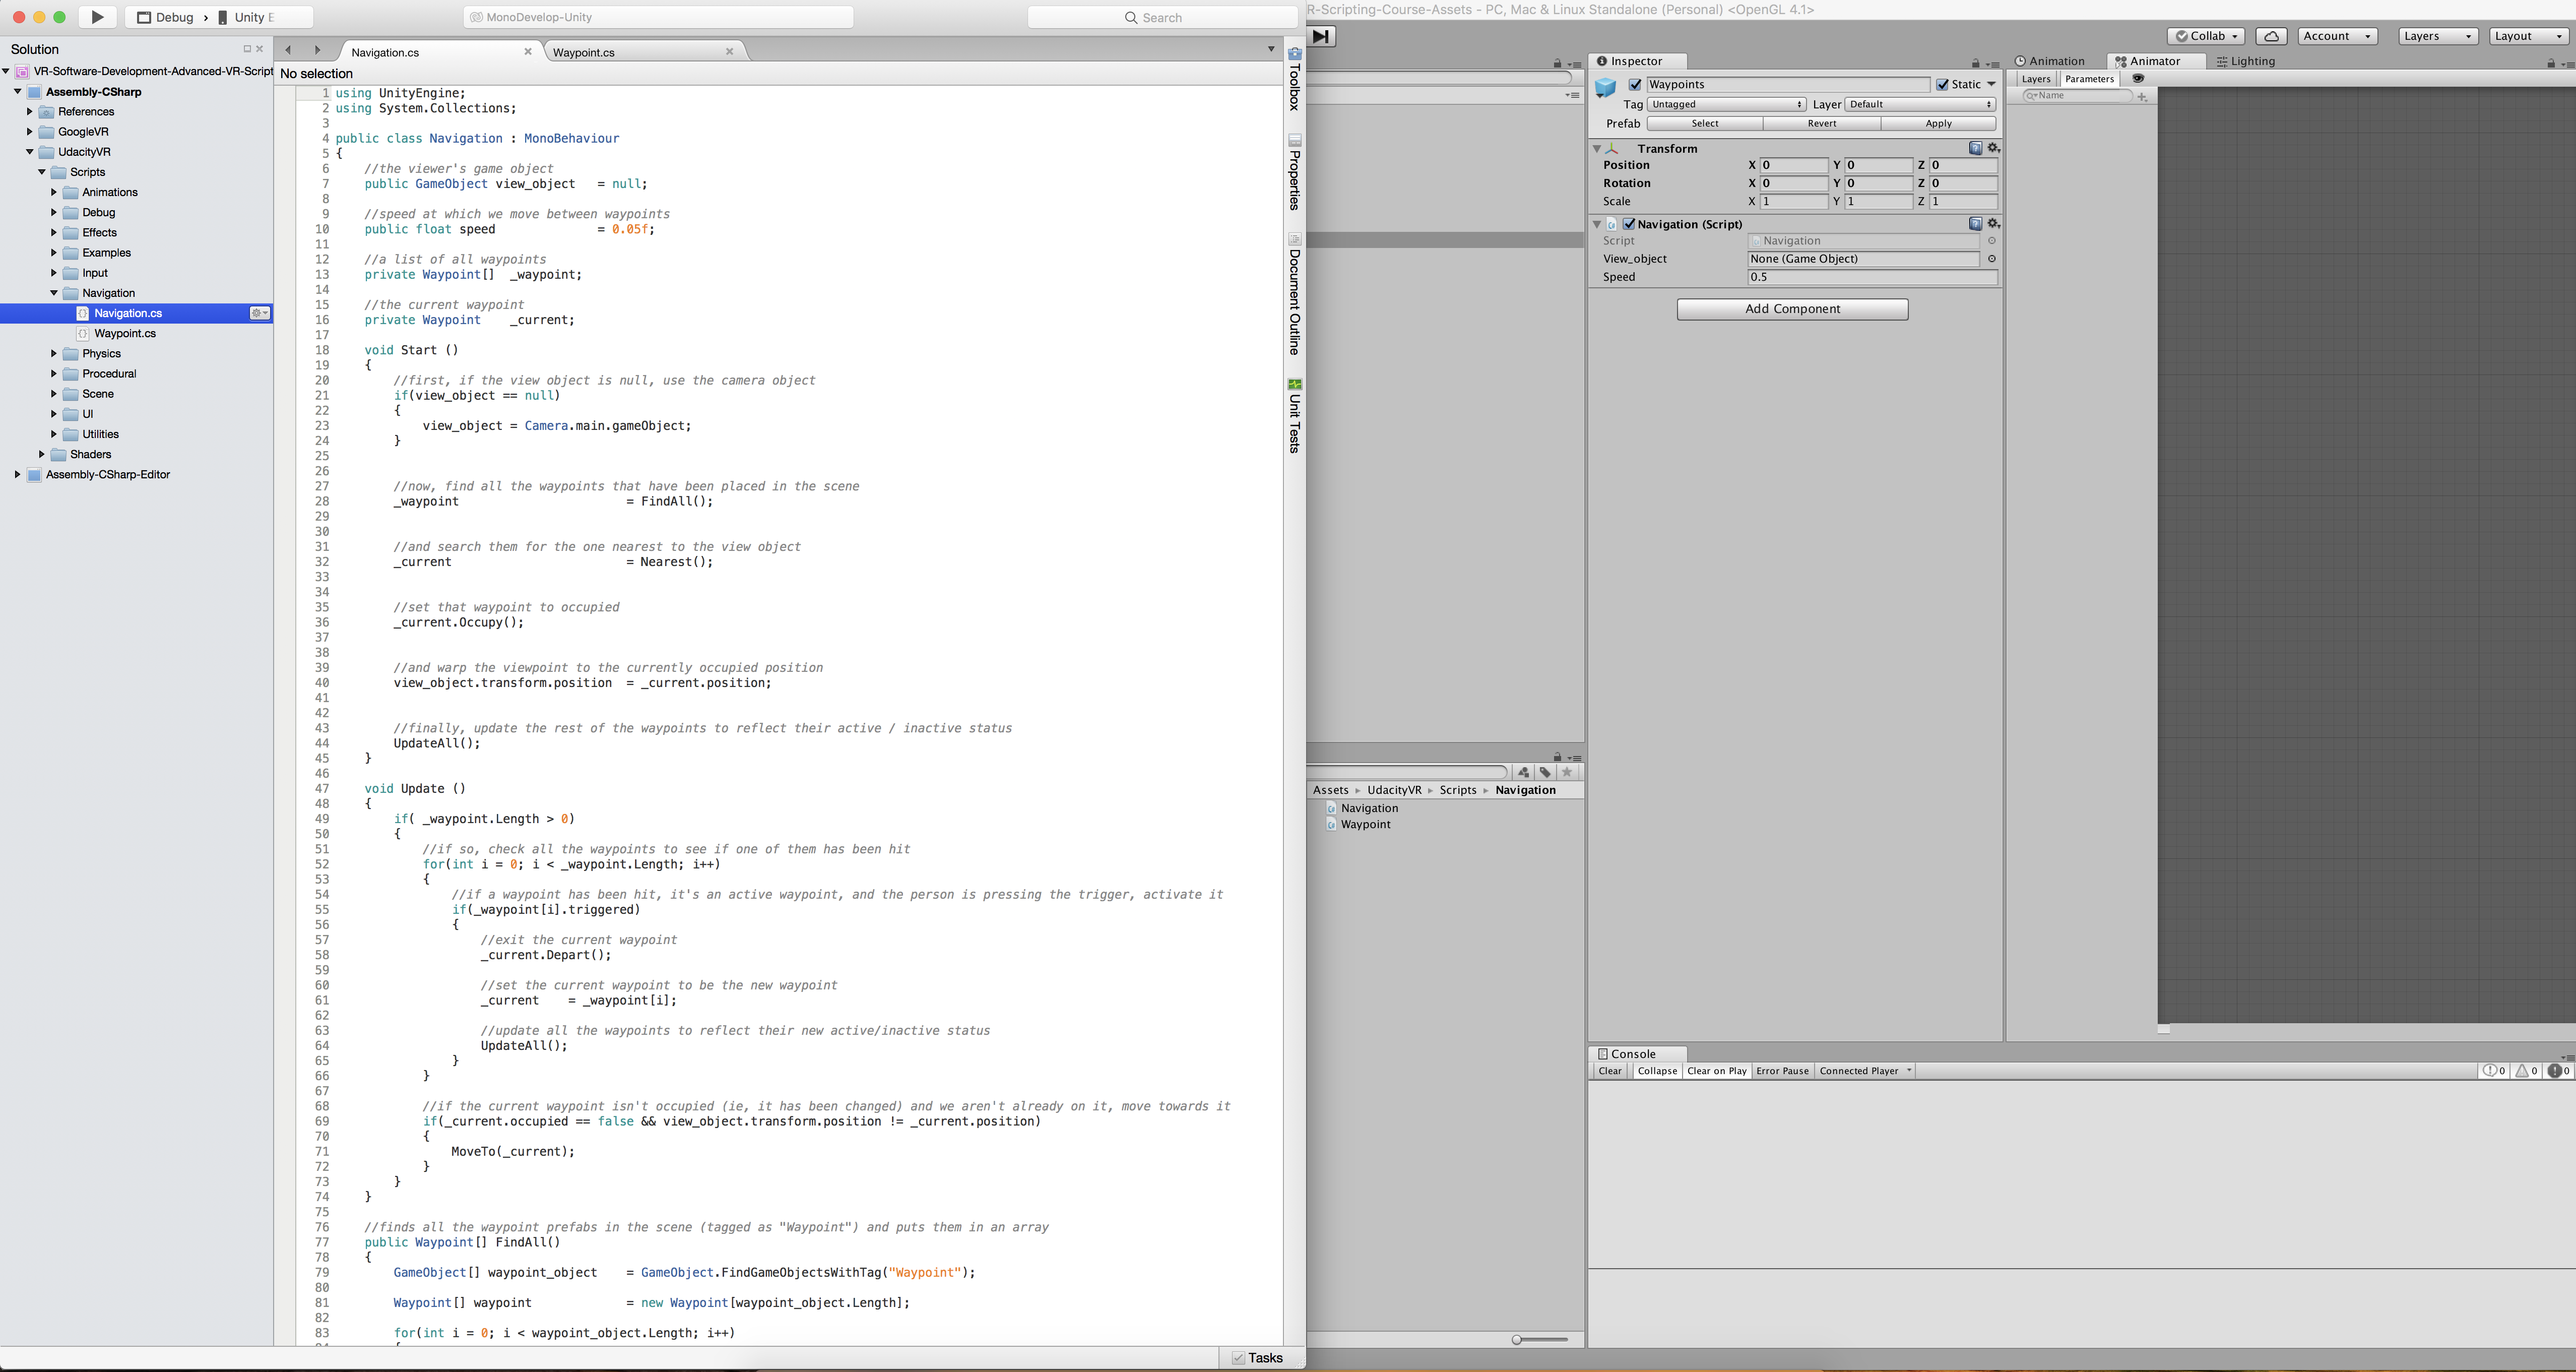 Debug › Unity E
MonoDevelop-Unity
Search
Solution
VR-Software-Development-Advanced-VR-Script
Assembly-CSharp
References
GoogleVR
UdacityVR
Scripts
Animations
Debug
Effects
Examples
Input
Navigation
Navigation.cs
Waypoint.cs
Physics
Procedural
Scene
UI
Utilities
Shaders
Assembly-CSharp-Editor
Navigation.cs
Waypoint.cs
No selection
1 using UnityEngine;
2 using System.Collections;
3
4 public class Navigation : MonoBehaviour
5 {
6 //the viewer's game object
7 public GameObject view_object = null;
8
9 //speed at which we move between waypoints
10 public float speed = 0.05f;
11
12 //a list of all waypoints
13 private Waypoint[] _waypoint;
14
15 //the current waypoint
16 private Waypoint _current;
17
18 void Start ()
19 {
20 //first, if the view object is null, use the camera object
21 if(view_object == null)
22 {
23 view_object = Camera.main.gameObject;
24 }
25
26
27 //now, find all the waypoints that have been placed in the scene
28 _waypoint = FindAll();
29
30
31 //and search them for the one nearest to the view object
32 _current = Nearest();
33
34
35 //set that waypoint to occupied
36 _current.Occupy();
37
38
39 //and warp the viewpoint to the currently occupied position
40 view_object.transform.position = _current.position;
41
42
43 //finally, update the rest of the waypoints to reflect their active / inactive status
44 UpdateAll();
45 }
46
47 void Update ()
48 {
49 if( _waypoint.Length > 0)
50 {
51 //if so, check all the waypoints to see if one of them has been hit
52 for(int i = 0; i < _waypoint.Length; i++)
53 {
54 //if a waypoint has been hit, it's an active waypoint, and the person is pressing the trigger, activate it
55 if(_waypoint[i].triggered)
56 {
57 //exit the current waypoint
58 _current.Depart();
59
60 //set the current waypoint to be the new waypoint
61 _current = _waypoint[i];
62
63 //update all the waypoints to reflect their new active/inactive status
64 UpdateAll();
65 }
66 }
67
68 //if the current waypoint isn't occupied (ie, it has been changed) and we aren't already on it, move towards it
69 if(_current.occupied == false && view_object.transform.position != _current.position)
70 {
71 MoveTo(_current);
72 }
73 }
74 }
75
76 //finds all the waypoint prefabs in the scene (tagged as "Waypoint") and puts them in an array
77 public Waypoint[] FindAll()
78 {
79 GameObject[] waypoint_object = GameObject.FindGameObjectsWithTag("Waypoint");
80
81 Waypoint[] waypoint = new Waypoint[waypoint_object.Length];
82
83 for(int i = 0; i < waypoint_object.Length; i++)
Toolbox
Properties
Document Outline
Unit Tests
Tasks
R-Scripting-Course-Assets - PC, Mac & Linux Standalone (Personal) <OpenGL 4.1>
Collab
Account
Layers
Layout
Assets UdacityVR Scripts Navigation
Navigation
Waypoint
Inspector
Waypoints Static
Tag Untagged Layer Default
Prefab Select Revert Apply
Transform
Position X 0 Y 0 Z 0
Rotation X 0 Y 0 Z 0
Scale X 1 Y 1 Z 1
Navigation (Script)
Script Navigation
View_object None (Game Object)
Speed 0.5
Add Component
Animation Animator Lighting
Layers Parameters
Name
Console
Clear Collapse Clear on Play Error Pause Connected Player
0 0 0